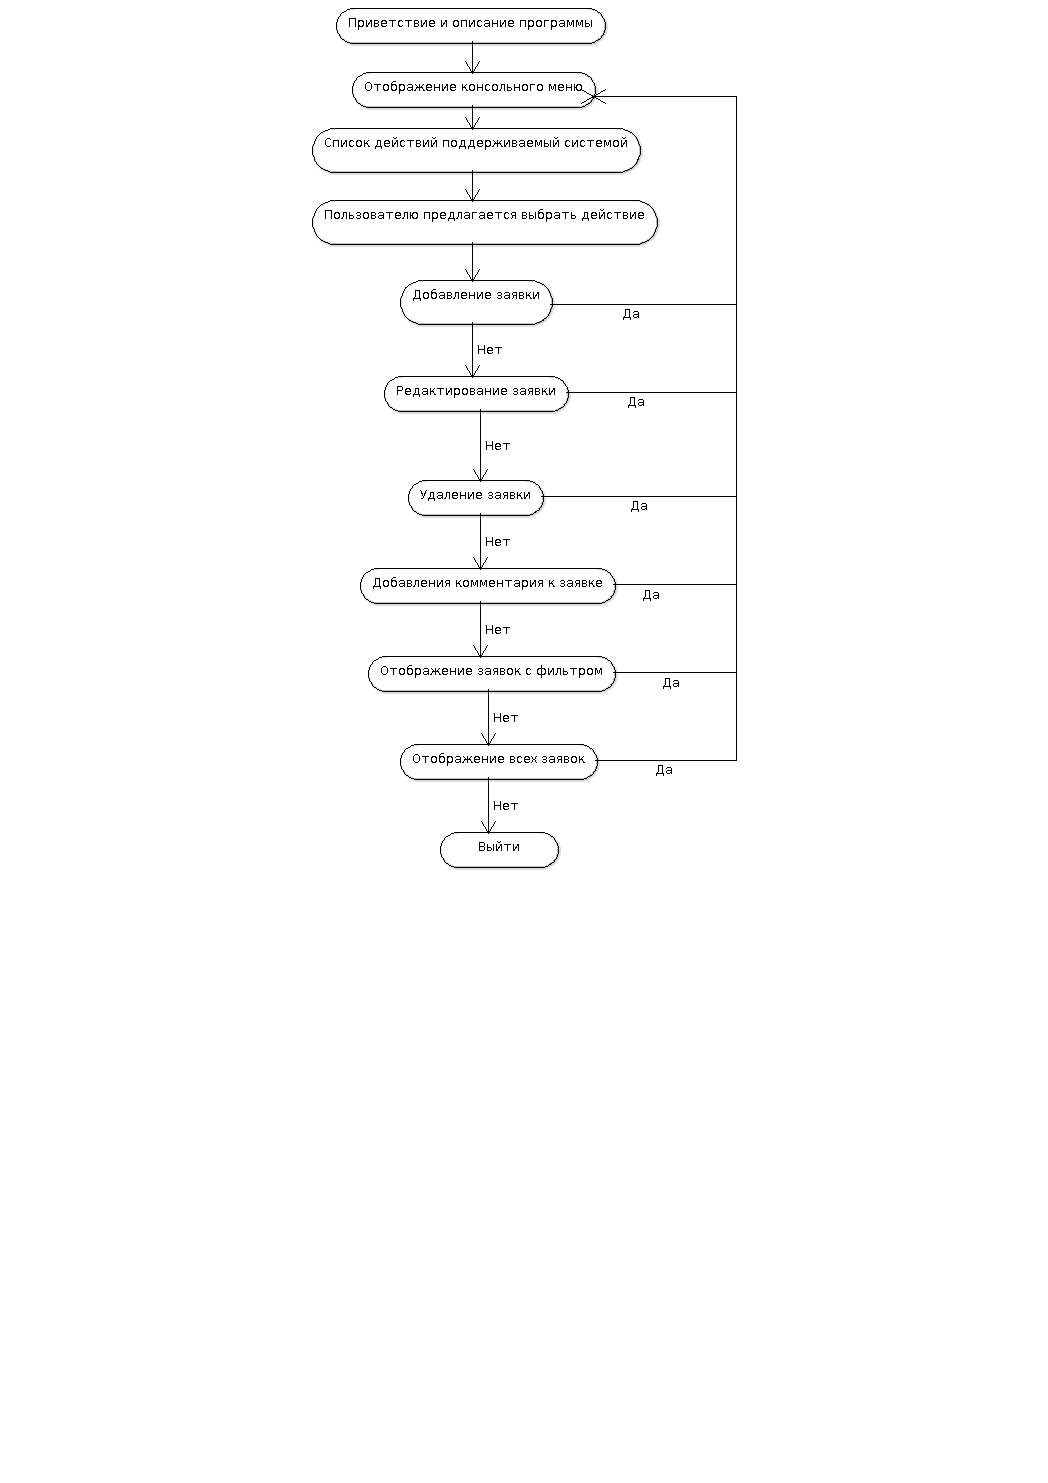 Приветствие и описание программы
Отображение консольного меню
Список действий поддерживаемый системой
Пользователю предлагается выбрать действие
Добавление заявки
Да
Нет
Редактирование заявки
Да
Нет
Удаление заявки
Да
Нет
Добавления комментария к заявке
Да
Нет
Отображение заявок с фильтром
Да
Нет
Отображение всех заявок
Да
Нет
Выйти